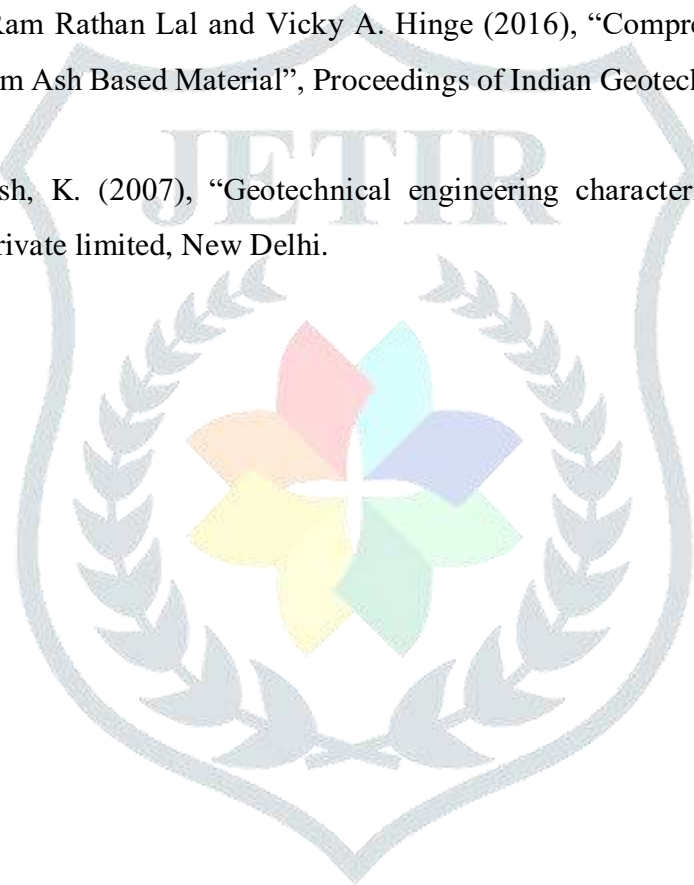 Ram Rathan Lal and Vicky A. Hinge (2016), “Compre
m Ash Based Material”, Proceedings of Indian Geotech
JETIR
sh, K. (2007), “Geotechnical engineering character
rivate limited, New Delhi.